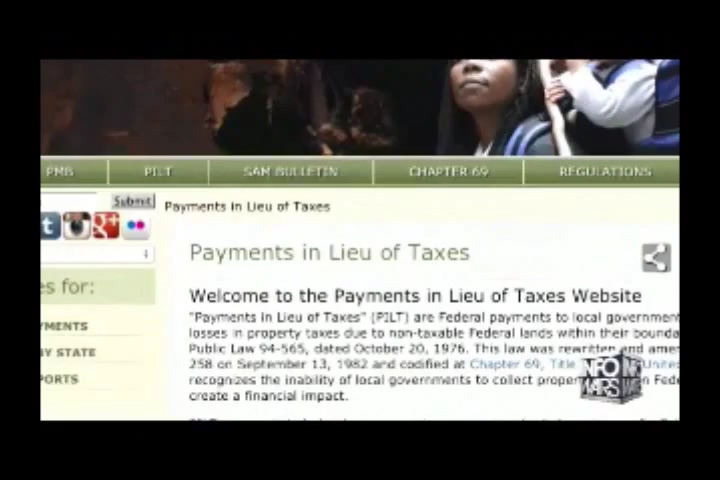 PMB PILT SAM BULLETIN CHAPTER 69 REGULATIONS
Submit Payments in Lieu of Taxes
t g+
Payments in Lieu of Taxes
es for:
Welcome to the Payments in Lieu of Taxes Website
"Payments in Lieu of Taxes" (PILT) are Federal payments to local government
YMENTS
losses in property taxes due to non-taxable Federal lands within their bounda
BY STATE
Public Law 94-565, dated October 20, 1976. This law was rewritten and amen
258 on September 13, 1982 and codified at Chapter 69, Title Unite
PORTS
recognizes the inability of local governments to collect proper Fede
create a financial impact.
INFO
WARS